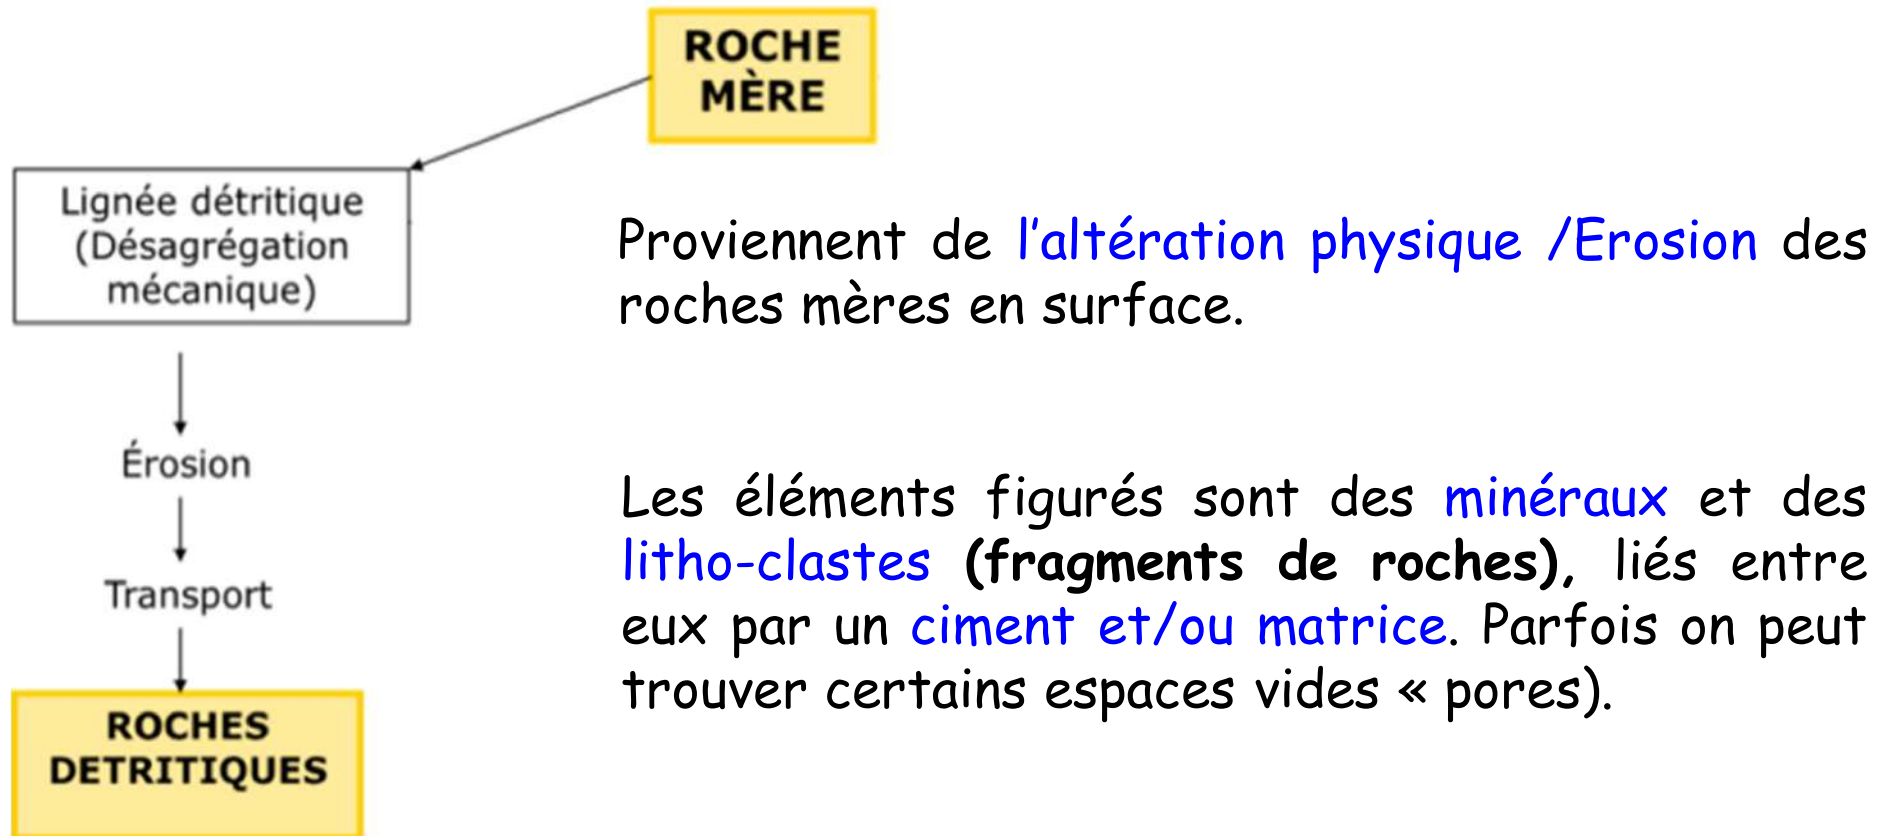 ROCHE
MÈRE
Lignée détritique
(Désagrégation
mécanique)
Érosion
Transport
ROCHES
DETRITIQUES
Proviennent de l'altération physique /Erosion des
roches mères en surface.
Les éléments figurés sont des minéraux et des
litho-clastes (fragments de roches), liés entre
eux par un ciment et/ou matrice. Parfois on peut
trouver certains espaces vides « pores).